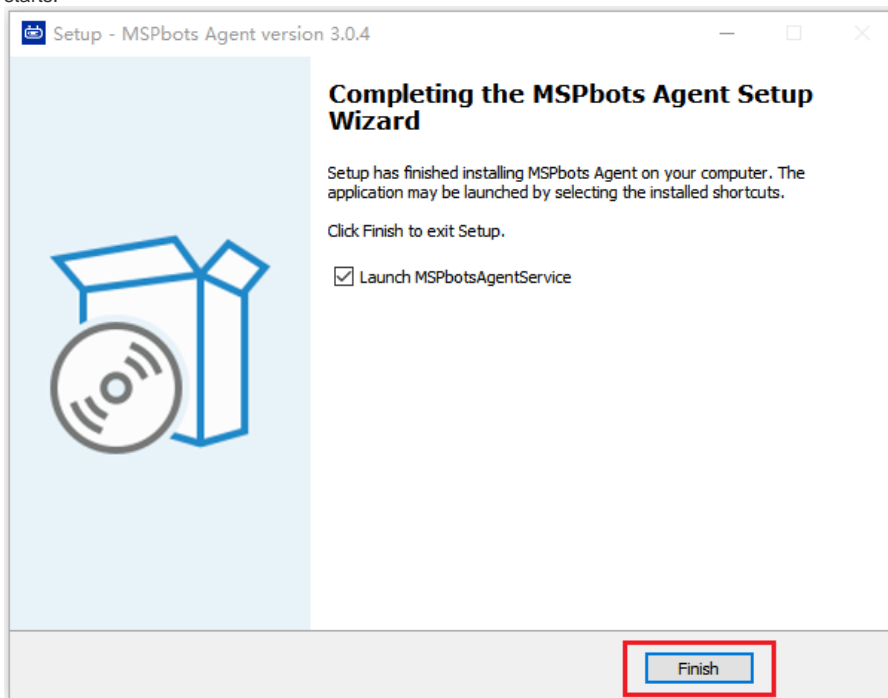 starts.
Setup - MSPbots Agent version 3.0.4
Completing the MSPbots Agent Setup
Wizard
Setup has finished installing MSPbots Agent on your computer. The
application may be launched by selecting the installed shortcuts.
Click Finish to exit Setup.
Launch MSPbotsAgentService
Finish